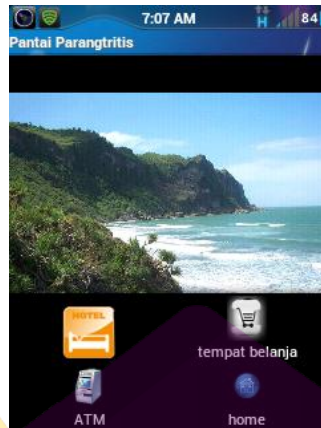 7:07 AM H 84
Pantai Parangtritis
HOTEL
tempat belanja
ATM home